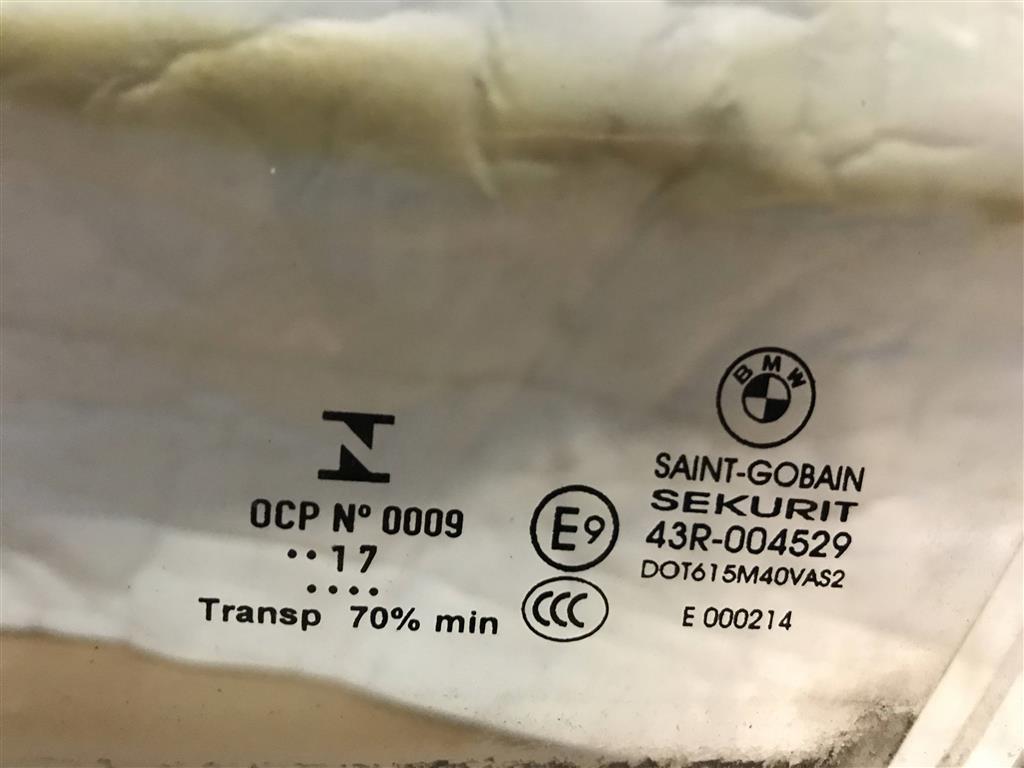 BMW
SAINT-GOBAIN
SEKURIT
43R-004529
DOT615M40VAS2
E 000214
E9
CCC
OCP Nº 0009
··17
····
Transp 70% min